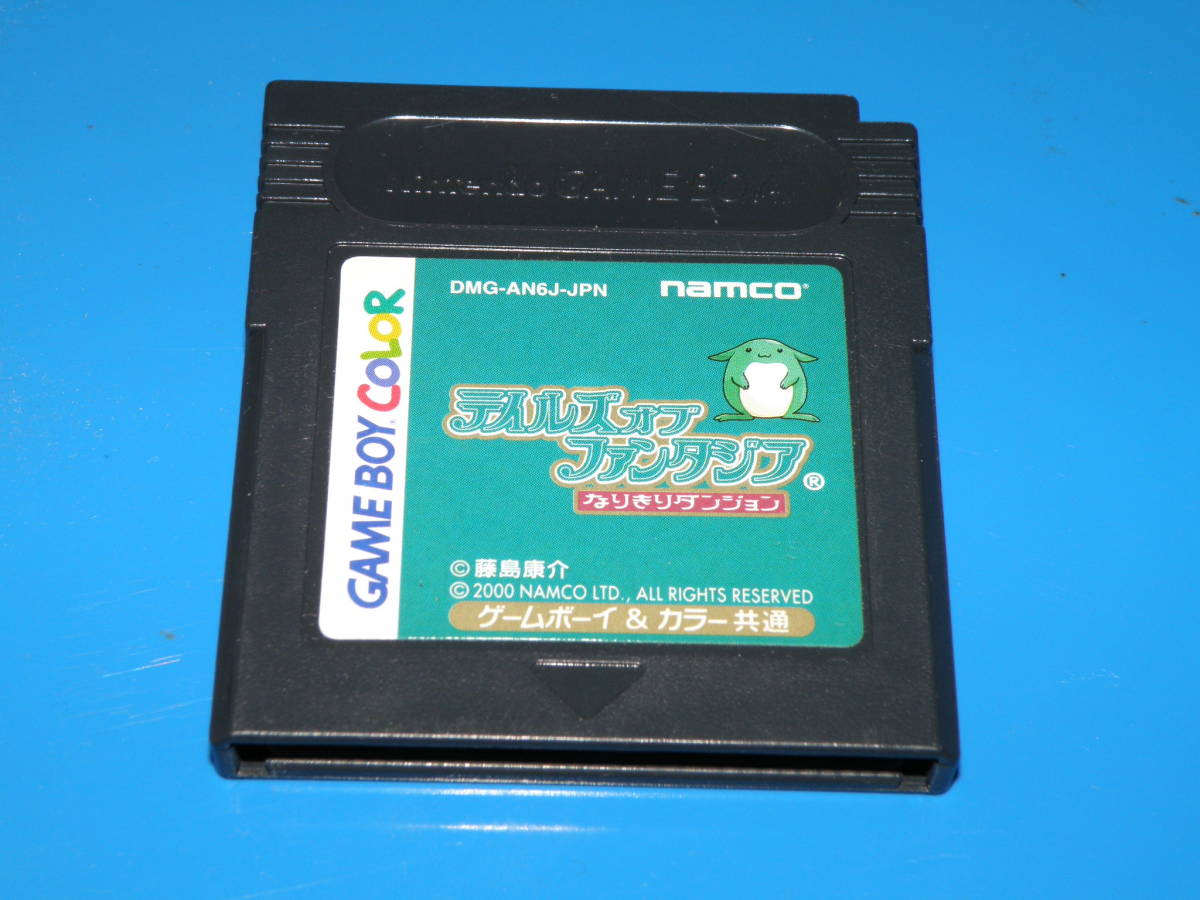 Nintendo GAME BOY
GAME BOY COLOR
DMG-AN6J-JPN
namco®
テイルズ オブ
ファンタジア®
なりきりダンジョン
© 藤島康介
© 2000 NAMCO LTD., ALL RIGHTS RESERVED
ゲームボーイ & カラー共通